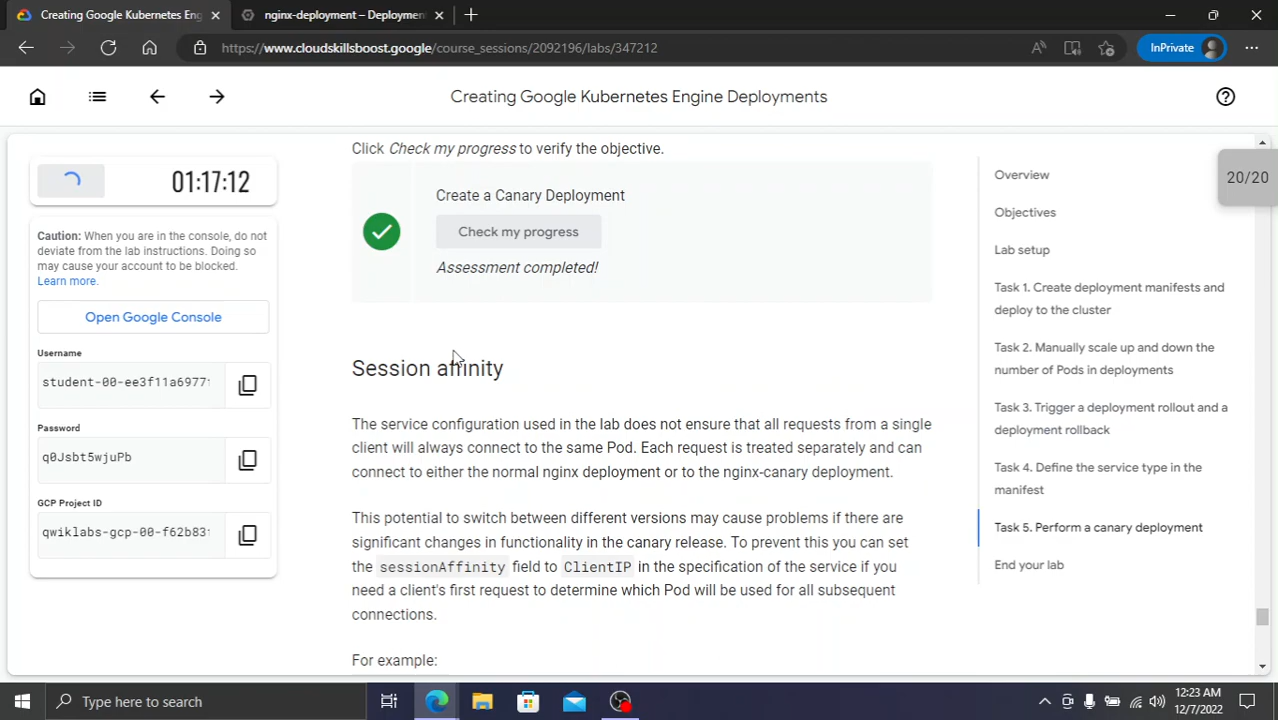 Creating Google Kubernetes Eng
nginx-deployment – Deployment
https://www.cloudskillsboost.google/course_sessions/2092196/labs/347212
InPrivate
Creating Google Kubernetes Engine Deployments
01:17:12
Caution: When you are in the console, do not
deviate from the lab instructions. Doing so
may cause your account to be blocked.
Learn more.
Open Google Console
Username
student-00-ee3f11a6977
Password
q0Jsbt5wjuPb
GCP Project ID
qwiklabs-gcp-00-f62b83
Click Check my progress to verify the objective.
Create a Canary Deployment
Check my progress
Assessment completed!
Session affinity
The service configuration used in the lab does not ensure that all requests from a single
client will always connect to the same Pod. Each request is treated separately and can
connect to either the normal nginx deployment or to the nginx-canary deployment.
This potential to switch between different versions may cause problems if there are
significant changes in functionality in the canary release. To prevent this you can set
the sessionAffinity field to ClientIP in the specification of the service if you
need a client's first request to determine which Pod will be used for all subsequent
connections.
For example:
20/20
Overview
Objectives
Lab setup
Task 1. Create deployment manifests and
deploy to the cluster
Task 2. Manually scale up and down the
number of Pods in deployments
Task 3. Trigger a deployment rollout and a
deployment rollback
Task 4. Define the service type in the
manifest
Task 5. Perform a canary deployment
End your lab
Type here to search
12:23 AM
12/7/2022